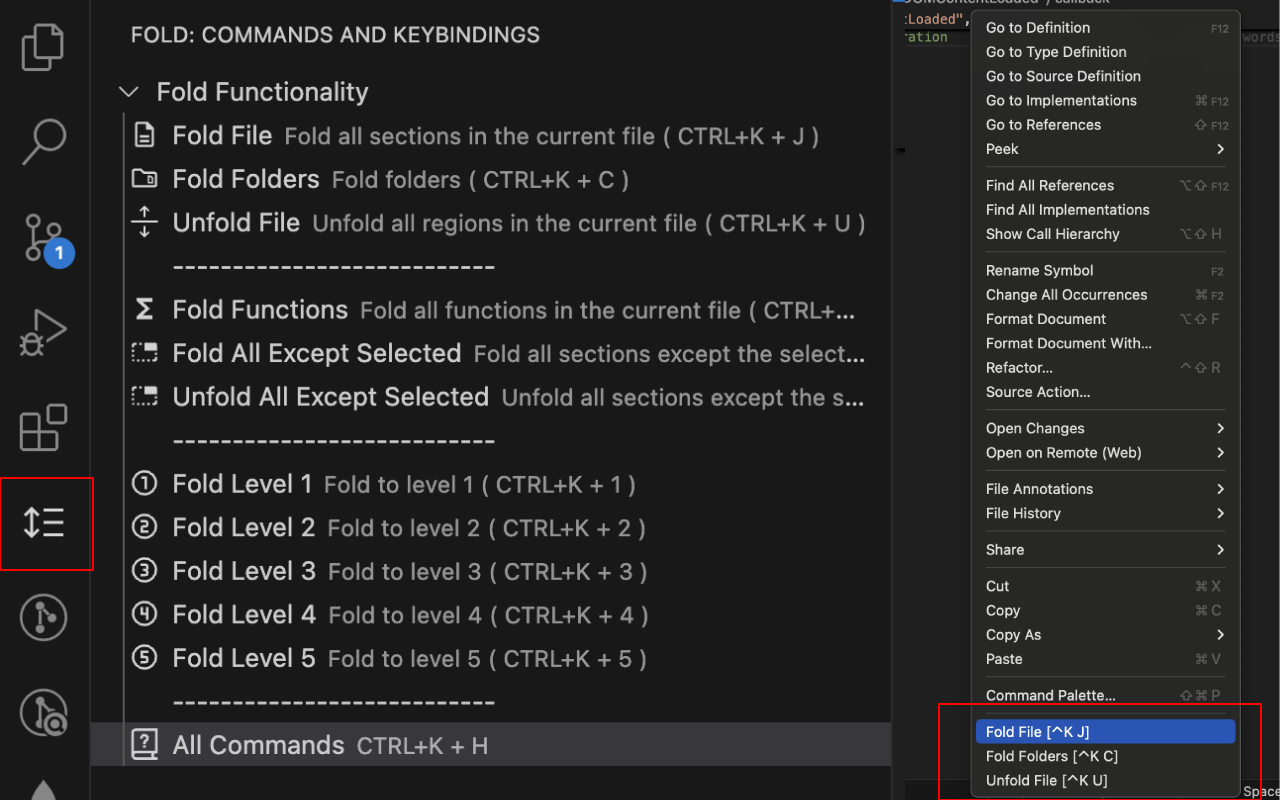 FOLD: COMMANDS AND KEYBINDINGS
Fold Functionality
Fold File Fold all sections in the current file ( CTRL+K + J )
Fold Folders Fold folders ( CTRL+K + C )
Unfold File Unfold all regions in the current file ( CTRL+K + U )
---------------------------
Fold Functions Fold all functions in the current file ( CTRL+...
Fold All Except Selected Fold all sections except the select...
Unfold All Except Selected Unfold all sections except the s...
---------------------------
1 Fold Level 1 Fold to level 1 ( CTRL+K + 1 )
2 Fold Level 2 Fold to level 2 ( CTRL+K + 2 )
3 Fold Level 3 Fold to level 3 ( CTRL+K + 3 )
4 Fold Level 4 Fold to level 4 ( CTRL+K + 4 )
5 Fold Level 5 Fold to level 5 ( CTRL+K + 5 )
---------------------------
? All Commands CTRL+K + H
1
OMContentLoaded") callback
tLoaded",
ration
words
Go to Definition F12
Go to Type Definition
Go to Source Definition
Go to Implementations ⌘ F12
Go to References ⇧ F12
Peek >
Find All References ⌥⇧ F12
Find All Implementations
Show Call Hierarchy ⌥⇧ H
Rename Symbol F2
Change All Occurrences ⌘ F2
Format Document ⌥⇧ F
Format Document With...
Refactor... ^⇧ R
Source Action...
Open Changes >
Open on Remote (Web) >
File Annotations >
File History >
Share >
Cut ⌘ X
Copy ⌘ C
Copy As >
Paste ⌘ V
Command Palette... ⇧⌘ P
Fold File [^K J]
Fold Folders [^K C]
Unfold File [^K U]
Space